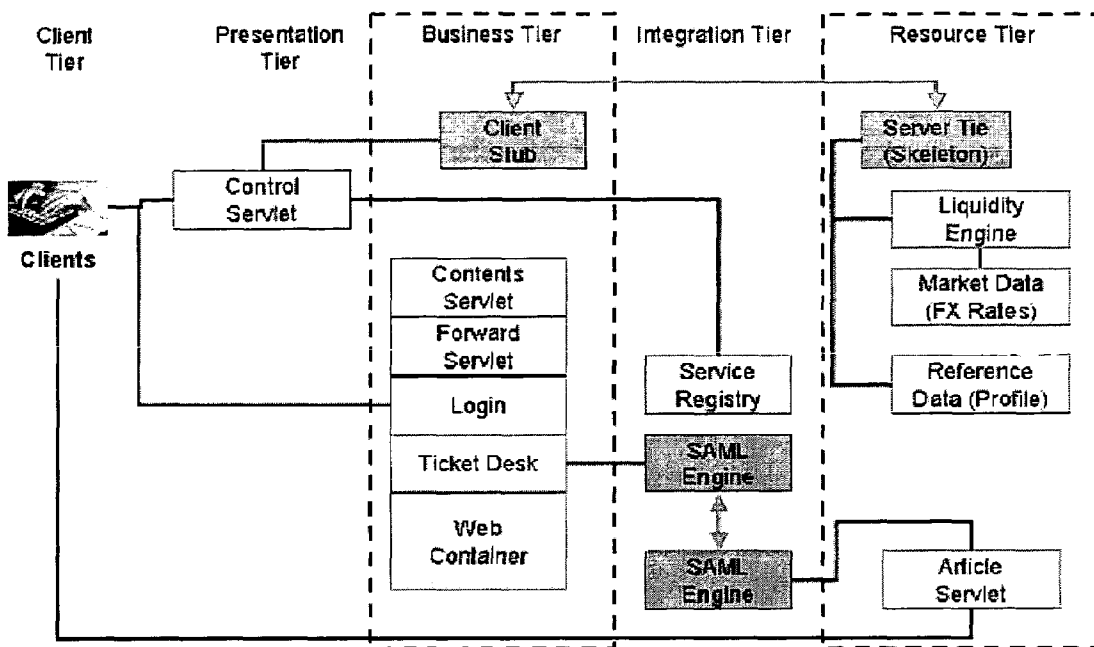 Client
Tier
Presentation
Tier
Business Tier
Integration Tier
Resource Tier
Client
Stub
Server Tie
(Skeleton)
Control
Servlet
Clients
Liquidity
Engine
Market Data
(FX Rates)
Contents
Servlet
Forward
Servlet
Login
Service
Registry
Reference
Data (Profile)
Ticket Desk
SAML
Engine
Web
Container
SAML
Engine
Article
Servlet